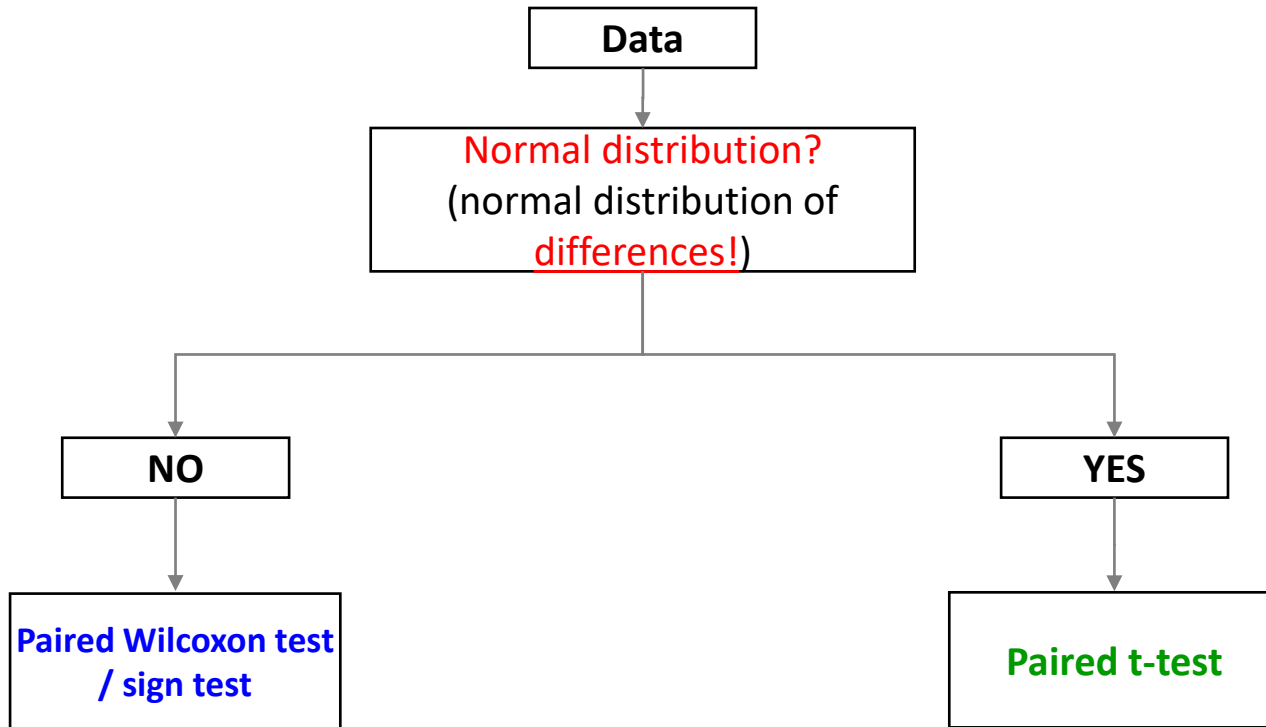 Data
Normal distribution?
(normal distribution of
differences!)
NO
YES
Paired Wilcoxon test
/ sign test
Paired t-test